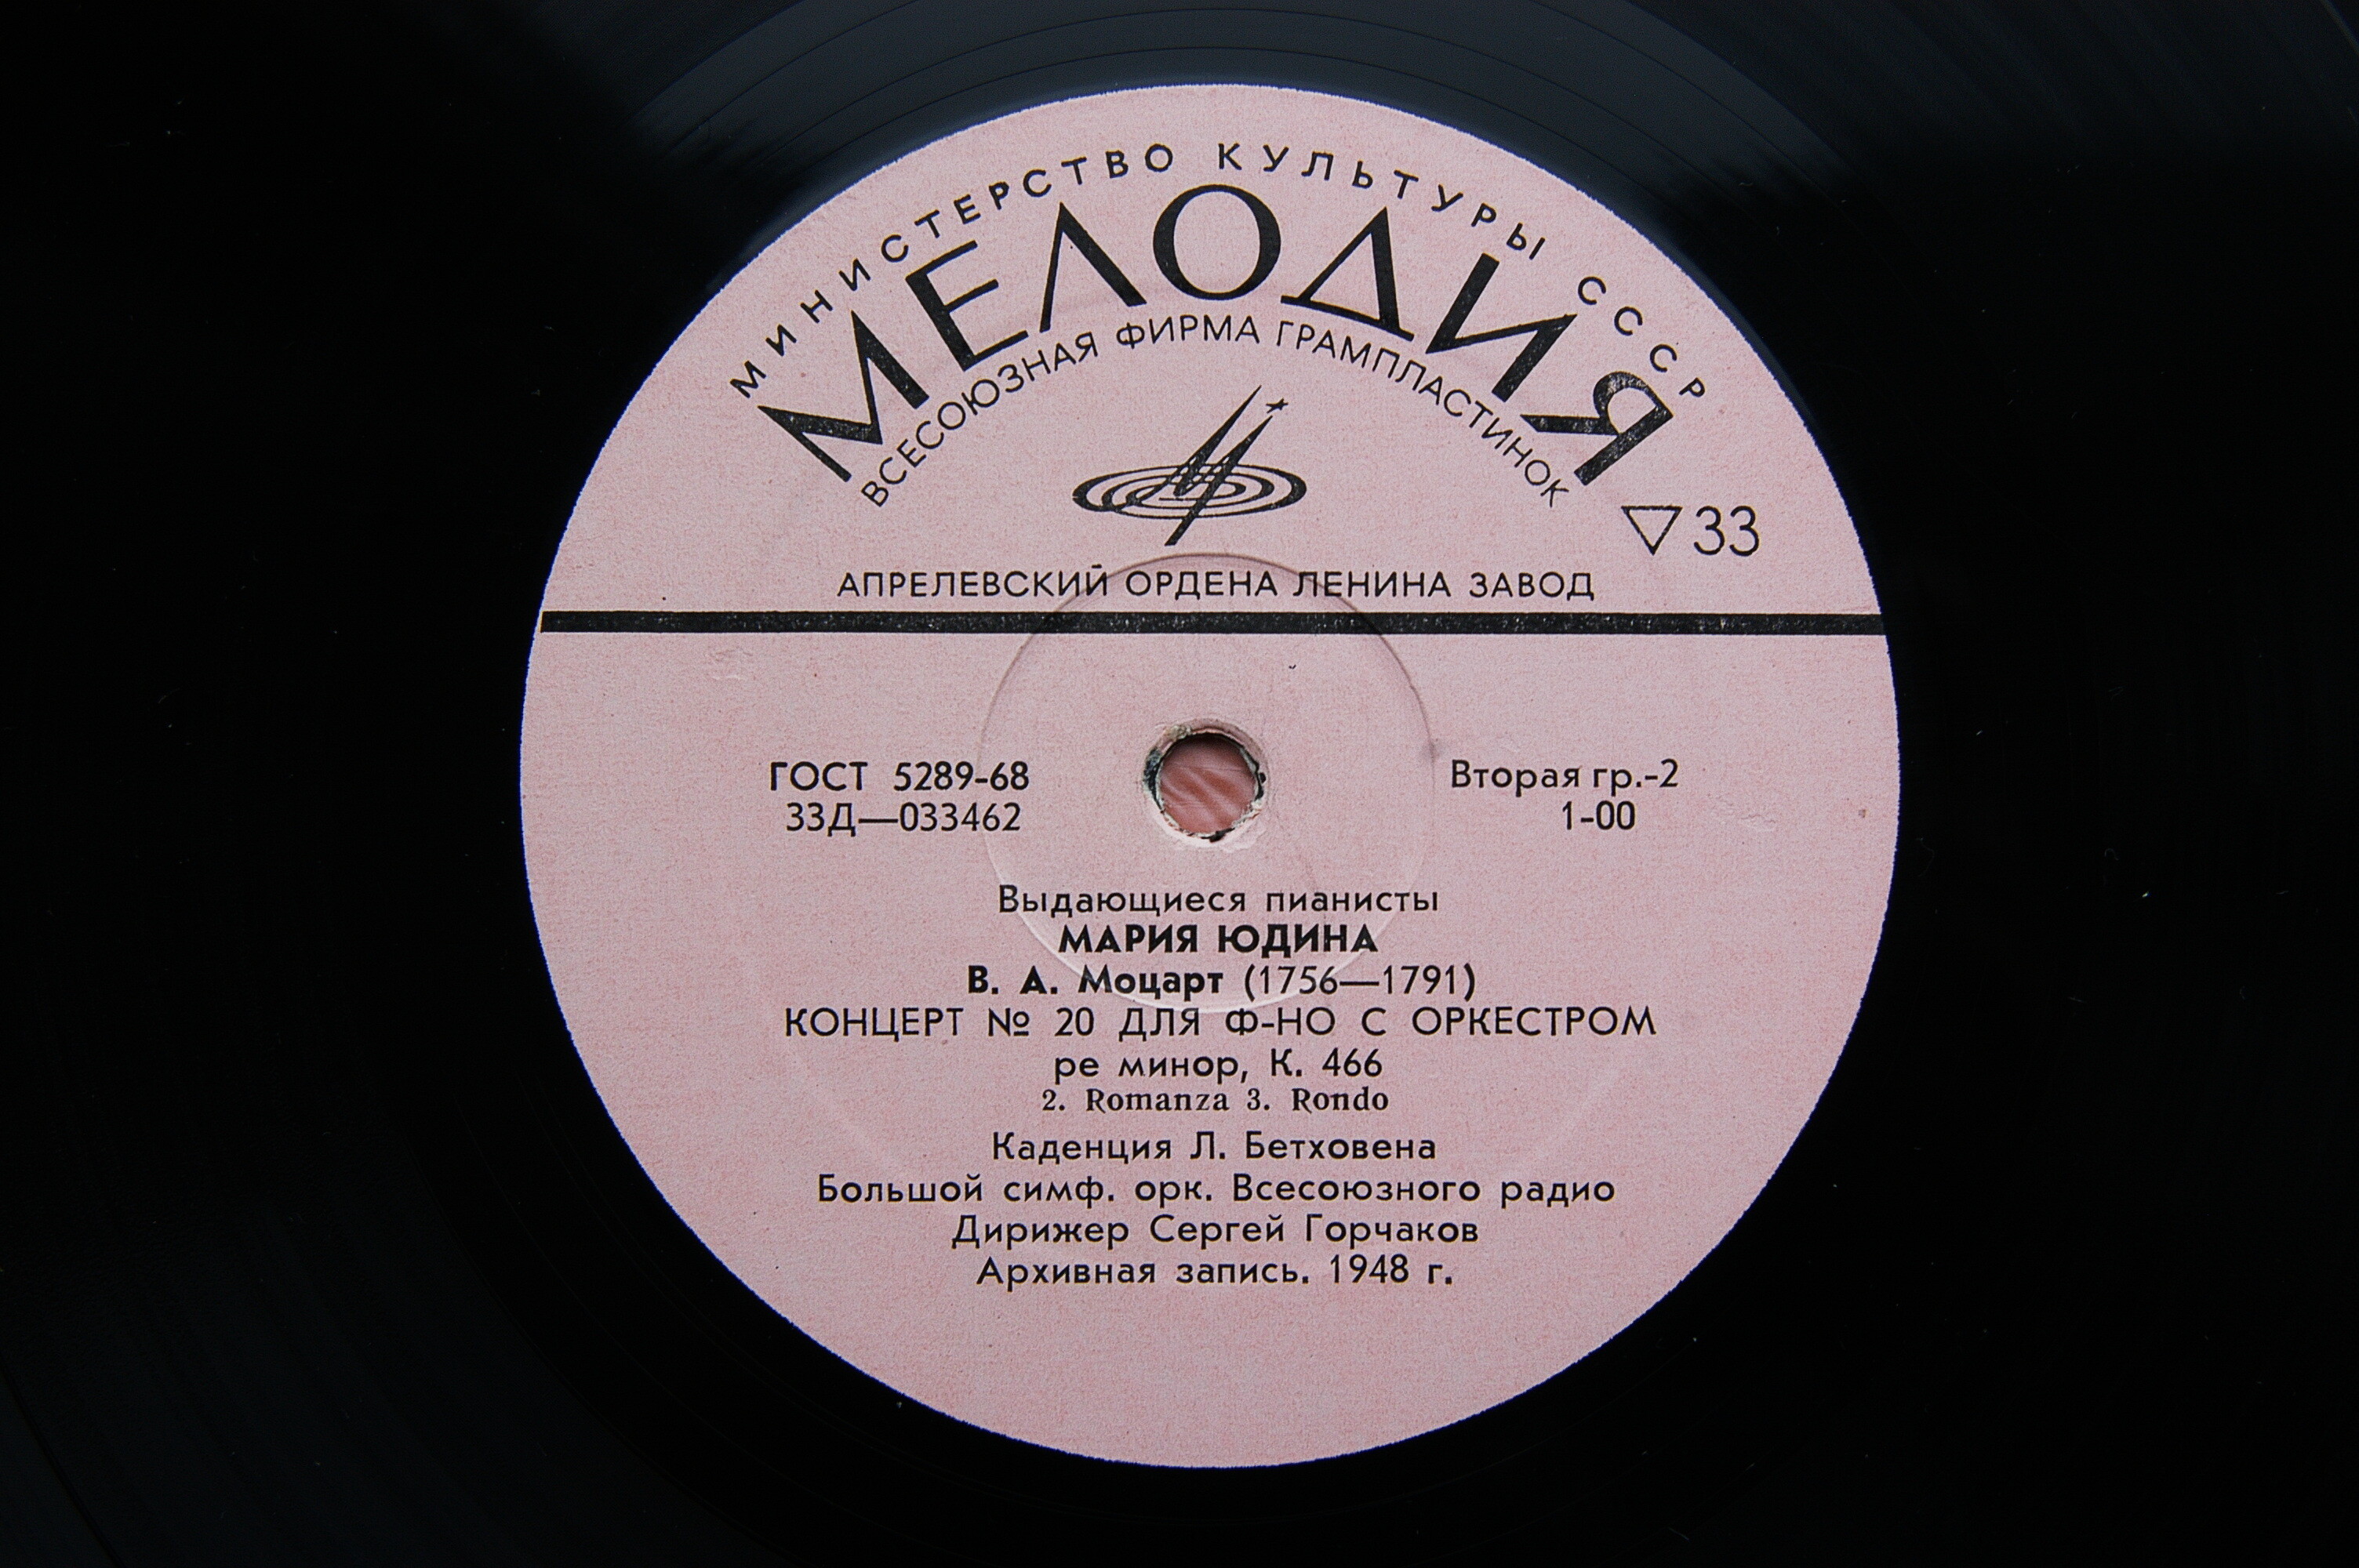 МИНИСТЕРСТВО КУЛЬТУРЫ СССР
МЕЛОДИЯ
ВСЕСОЮЗНАЯ ФИРМА ГРАМПЛАСТИНОК
33
АПРЕЛЕВСКИЙ ОРДЕНА ЛЕНИНА ЗАВОД
ГОСТ 5289-68
33Д—033462
Вторая гр.-2
1-00
Выдающиеся пианисты
МАРИЯ ЮДИНА
В. А. Моцарт (1756—1791)
КОНЦЕРТ № 20 ДЛЯ Ф-НО С ОРКЕСТРОМ
ре минор, К. 466
2. Romanza 3. Rondo
Каденция Л. Бетховена
Большой симф. орк. Всесоюзного радио
Дирижер Сергей Горчаков
Архивная запись. 1948 г.